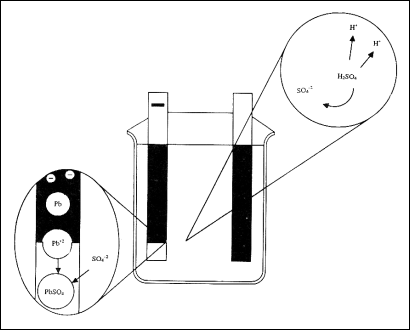 H⁺
H⁺
SO₄⁻²
H₂SO₄
−
− −
Pb
Pb⁺²
SO₄⁻²
PbSO₄